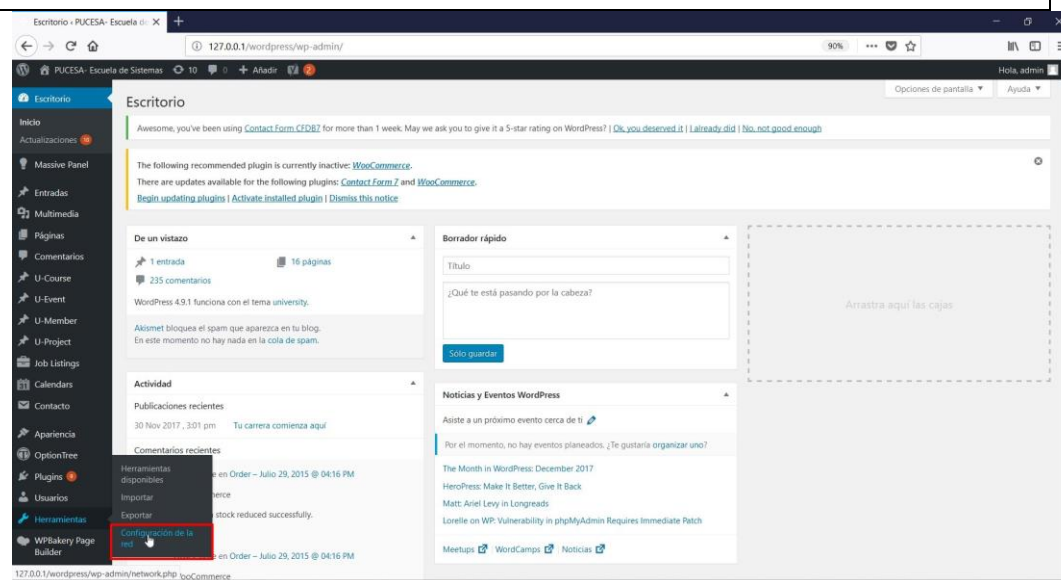 Escritorio ‹ PUCESA- Escuela de
127.0.0.1/wordpress/wp-admin/
90%
PUCESA- Escuela de Sistemas 10 0 + Añadir 2
Hola, admin
Opciones de pantalla Ayuda
Escritorio
Inicio
Actualizaciones 10
Massive Panel
Entradas
Multimedia
Páginas
Comentarios
U-Course
U-Event
U-Member
U-Project
Job Listings
Calendars
Contacto
Apariencia
OptionTree
Plugins
Usuarios
Herramientas
WPBakery Page
Builder
Herramientas
disponibles
Importar
Exportar
Configuración de la
red
127.0.0.1/wordpress/wp-admin/network.php
Escritorio
Awesome, you've been using Contact Form CFDB7 for more than 1 week. May we ask you to give it a 5-star rating on WordPress? | Ok, you deserved it | I already did | No, not good enough
The following recommended plugin is currently inactive: WooCommerce.
There are updates available for the following plugins: Contact Form 7 and WooCommerce.
Begin updating plugins | Activate installed plugin | Dismiss this notice
De un vistazo
1 entrada 16 páginas
235 comentarios
WordPress 4.9.1 funciona con el tema university.
Akismet bloquea el spam que aparezca en tu blog.
En este momento no hay nada en la cola de spam.
Actividad
Publicaciones recientes
30 Nov 2017 , 3:01 pm Tu carrera comienza aquí
Comentarios recientes
en Order – Julio 29, 2015 @ 04:16 PM
merce
stock reduced successfully.
e en Order – Julio 29, 2015 @ 04:16 PM
ooCommerce
Borrador rápido
Título
¿Qué te está pasando por la cabeza?
Sólo guardar
Noticias y Eventos WordPress
Asiste a un próximo evento cerca de ti
Por el momento, no hay eventos planeados. ¿Te gustaría organizar uno?
The Month in WordPress: December 2017
HeroPress: Make It Better, Give It Back
Matt: Ariel Levy in Longreads
Lorelle on WP: Vulnerability in phpMyAdmin Requires Immediate Patch
Meetups | WordCamps Noticias
Arrastra aquí las cajas